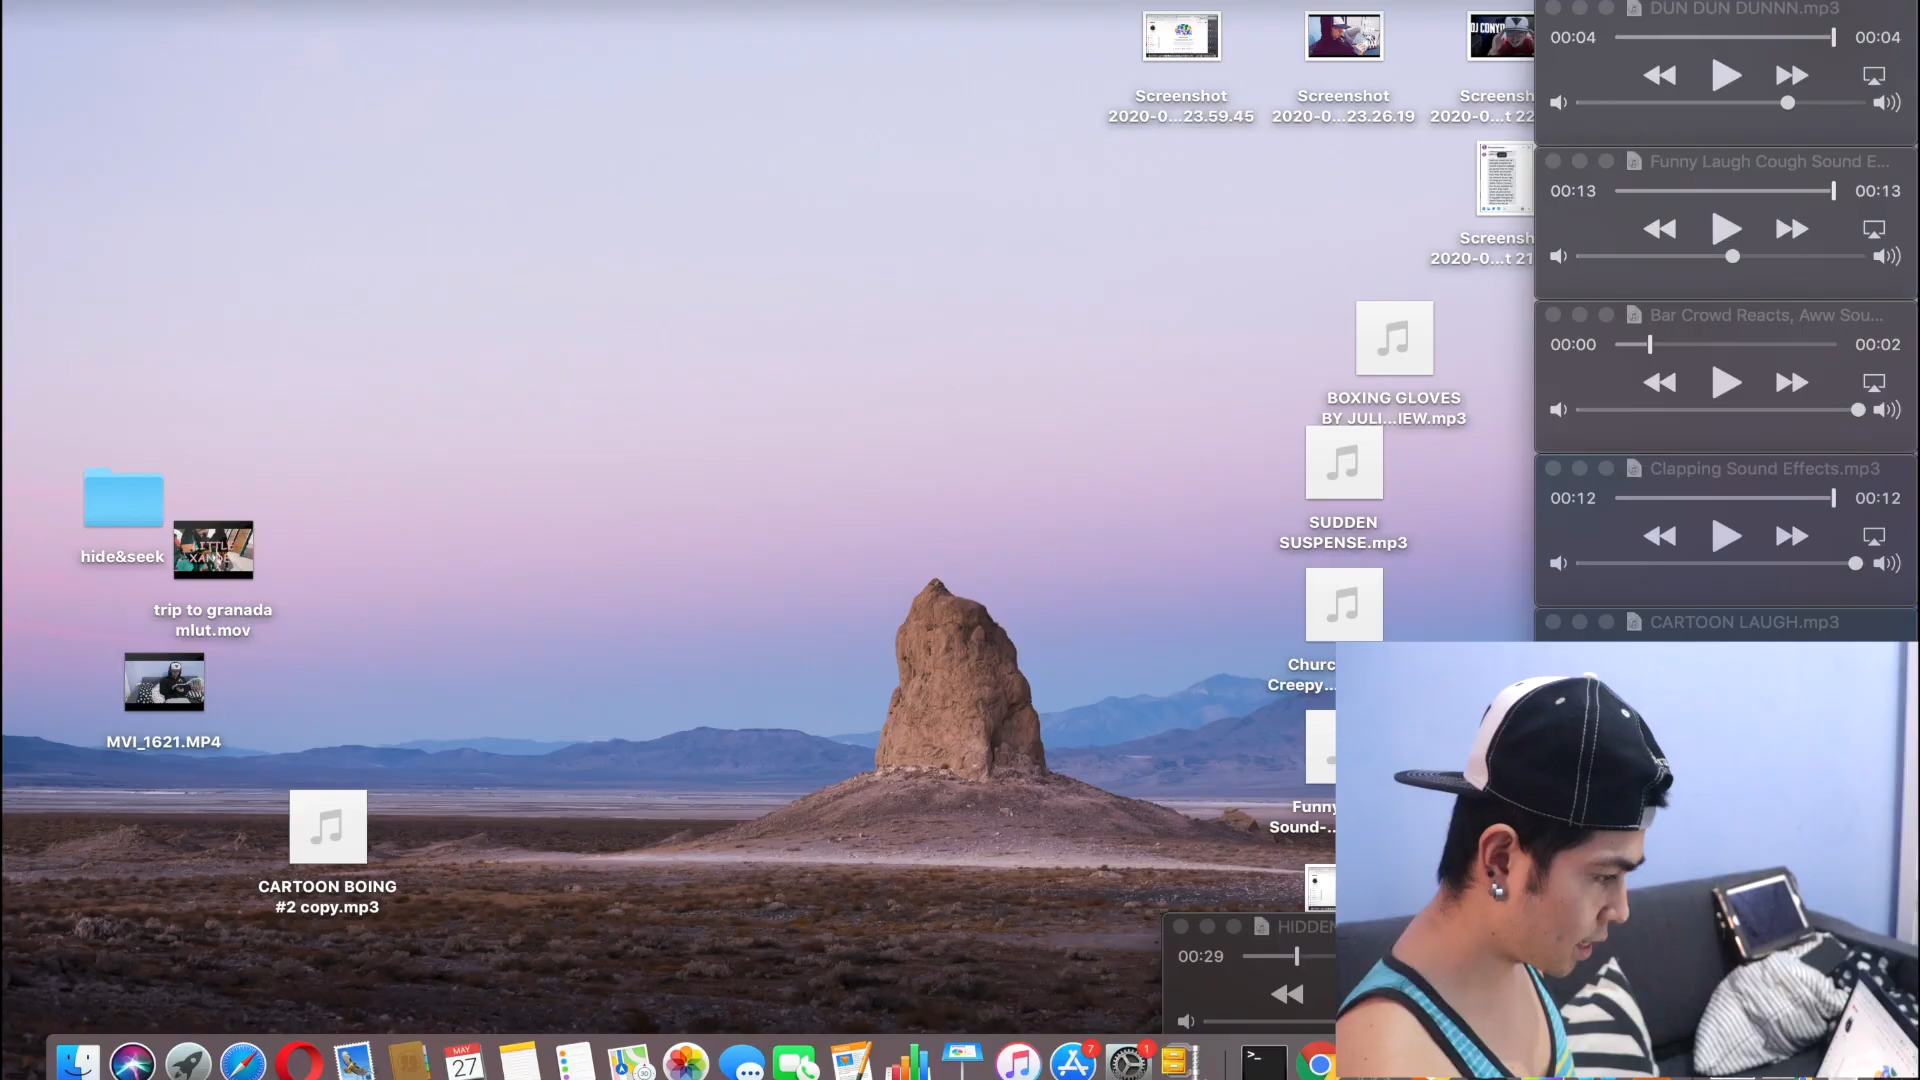 DUN DUN DUNNN.mp3
00:04
00:04
Screenshot
2020-0...23.59.45
Screenshot
2020-0...23.26.19
Screensh
2020-0...t 22
Funny Laugh Cough Sound E...
00:13
00:13
Screensh
2020-0...t 21
Bar Crowd Reacts, Aww Sou...
00:00
00:02
BOXING GLOVES
BY JULI...IEW.mp3
Clapping Sound Effects.mp3
00:12
00:12
SUDDEN
SUSPENSE.mp3
hide&seek
LITTLE
XANDE
trip to granada
mlut.mov
CARTOON LAUGH.mp3
Churc
Creepy...
MVI_1621.MP4
Funny
Sound-...
CARTOON BOING
#2 copy.mp3
HIDDEN
00:29
MAY
27
7
1